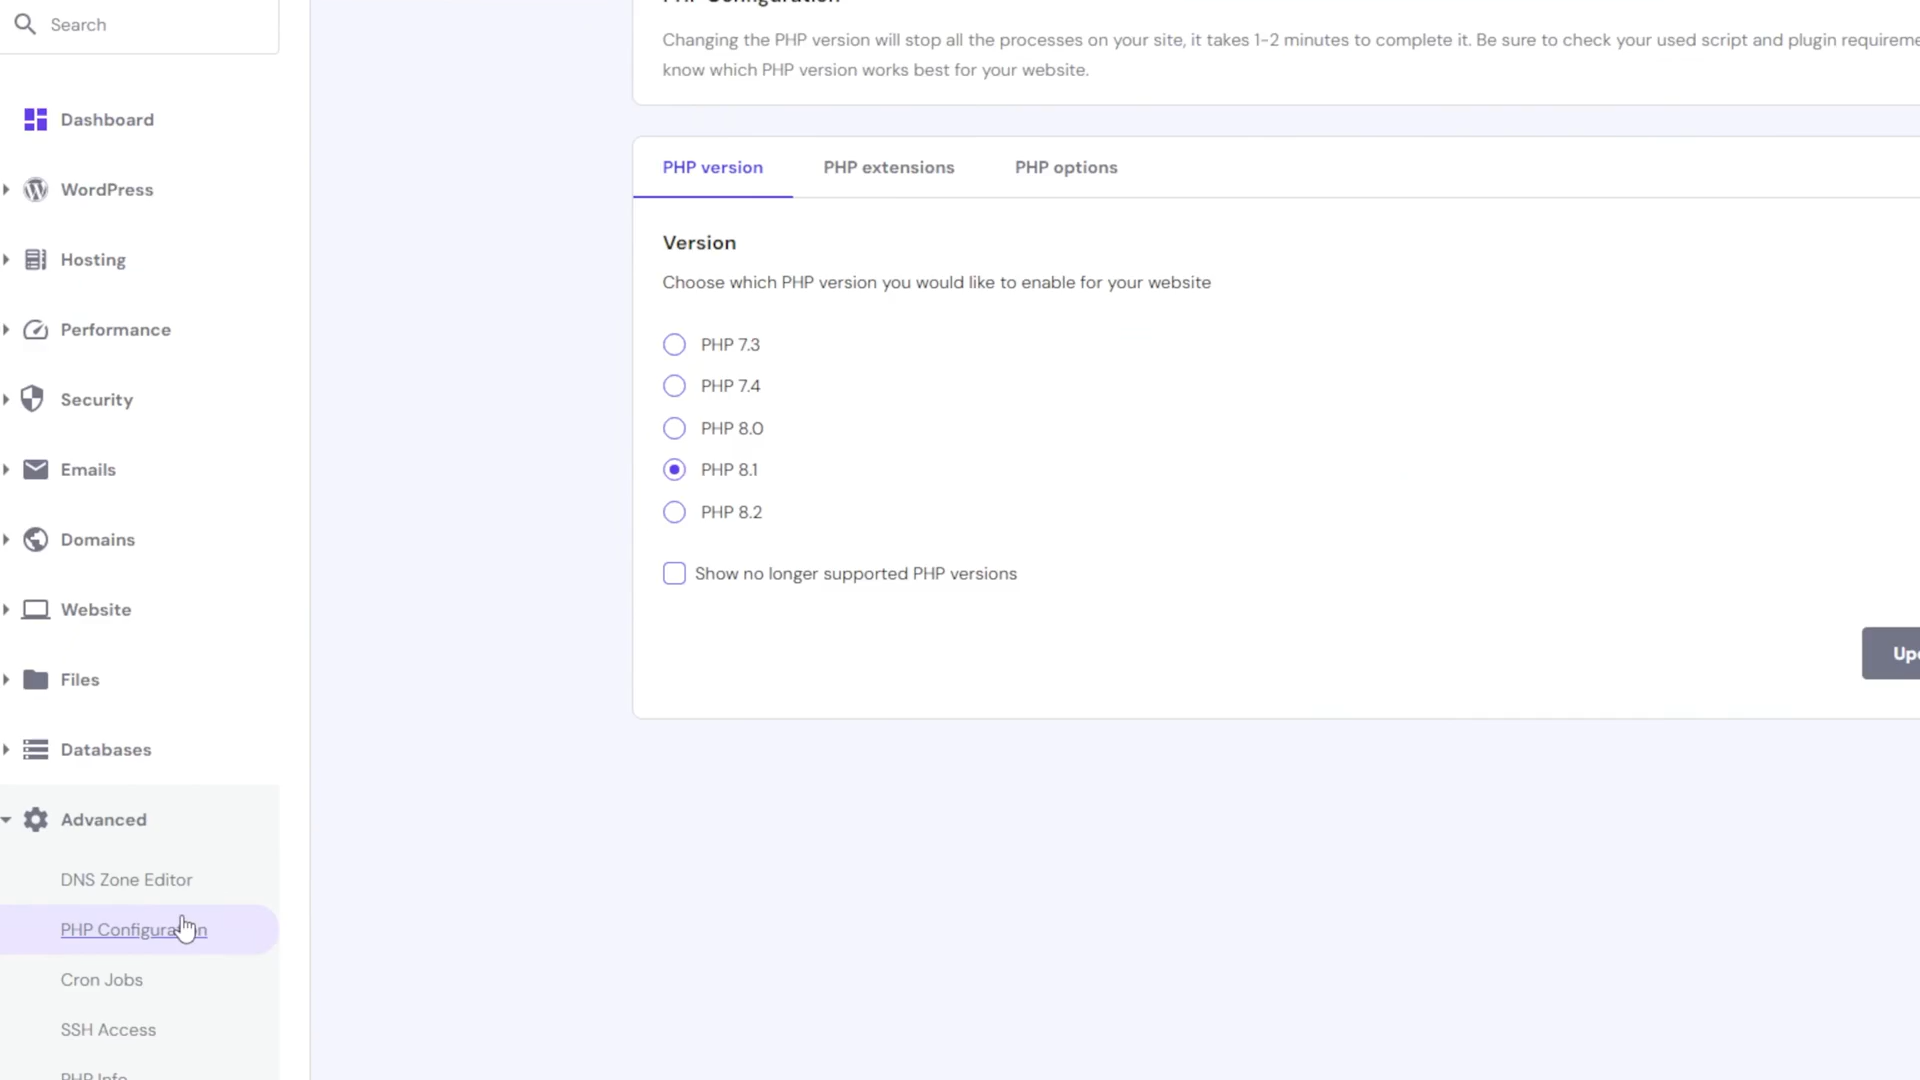 Search
Dashboard
WordPress
Hosting
Performance
Security
Emails
Domains
Website
Files
Databases
Advanced
DNS Zone Editor
PHP Configuration
Cron Jobs
SSH Access
PHP Info
PHP Configuration
Changing the PHP version will stop all the processes on your site, it takes 1-2 minutes to complete it. Be sure to check your used script and plugin requireme
know which PHP version works best for your website.
PHP version
PHP extensions
PHP options
Version
Choose which PHP version you would like to enable for your website
PHP 7.3
PHP 7.4
PHP 8.0
PHP 8.1
PHP 8.2
Show no longer supported PHP versions
Up